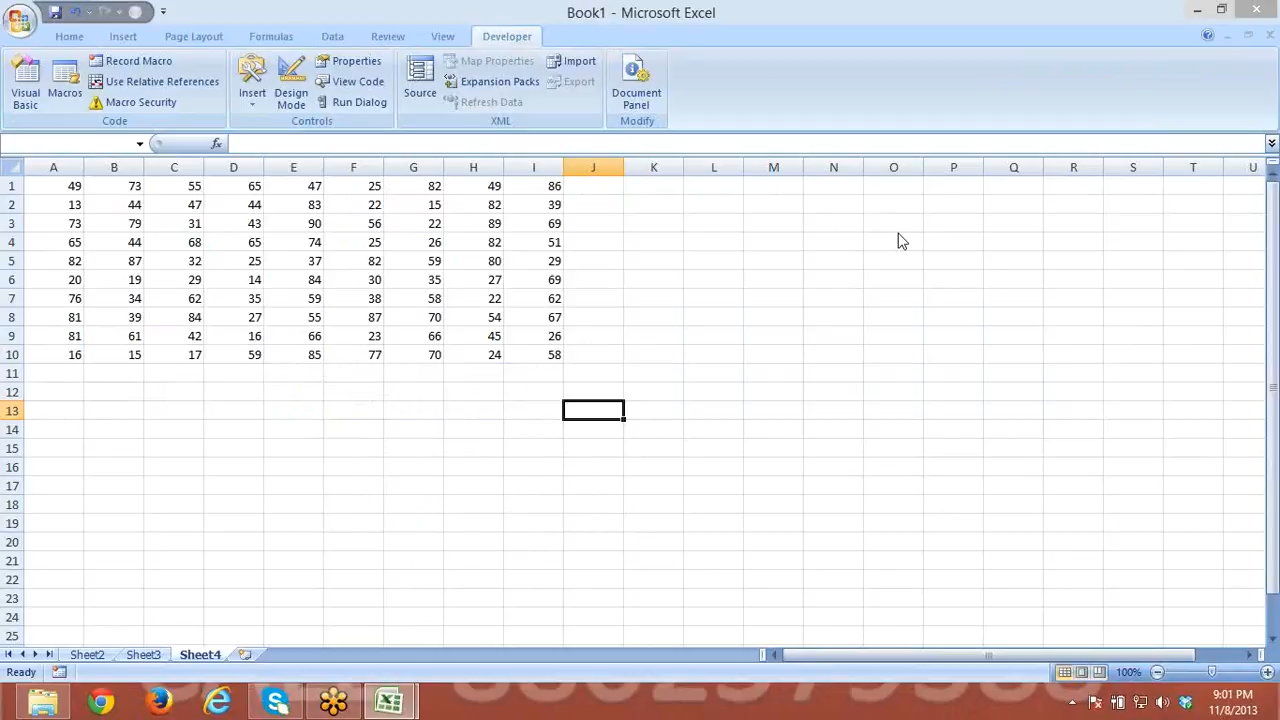 Book1 - Microsoft Excel
Home Insert Page Layout Formulas Data Review View Developer
Visual Basic
Macros
Record Macro
Use Relative References
Macro Security
Code
Insert
Design Mode
Properties
View Code
Run Dialog
Controls
Source
Map Properties
Expansion Packs
Refresh Data
Import
Export
XML
Document Panel
Modify
fx
A B C D E F G H I J K L M N O P Q R S T U
1 49 73 55 65 47 25 82 49 86
2 13 44 47 44 83 22 15 82 39
3 73 79 31 43 90 56 22 89 69
4 65 44 68 65 74 25 26 82 51
5 82 87 32 25 37 82 59 80 29
6 20 19 29 14 84 30 35 27 69
7 76 34 62 35 59 38 58 22 62
8 81 39 84 27 55 87 70 54 67
9 81 61 42 16 66 23 66 45 26
10 16 15 17 59 85 77 70 24 58
11
12
13
14
15
16
17
18
19
20
21
22
23
24
25
Sheet2 Sheet3 Sheet4
Ready 100%
9:01 PM
11/8/2013